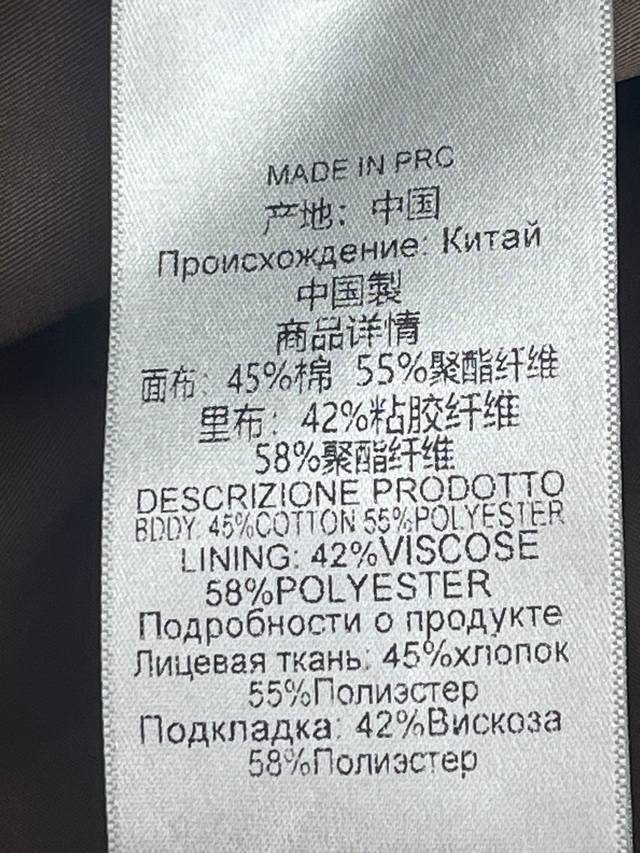 MADE IN PRC
产地: 中国
Происхождение: Китай
中国製
商品详情
面布: 45%棉 55%聚酯纤维
里布: 42%粘胶纤维
58%聚酯纤维
DESCRIZIONE PRODOTTO
BDDY: 45%COTTON 55%POLYESTER
LINING: 42%VISCOSE
58%POLYESTER
Подробности о продукте
Лицевая ткань: 45%хлопок
55%Полиэстер
Подкладка: 42%Вискоза
58%Полиэстер